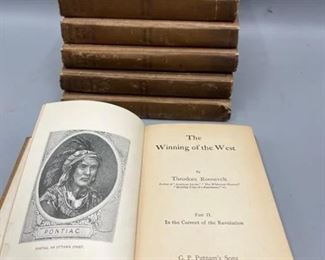 PONTIAC
The
Winning of the West
By
Theodore Roosevelt
Part II.
In the Current of the Revolution
G. P. Putnam's Sons